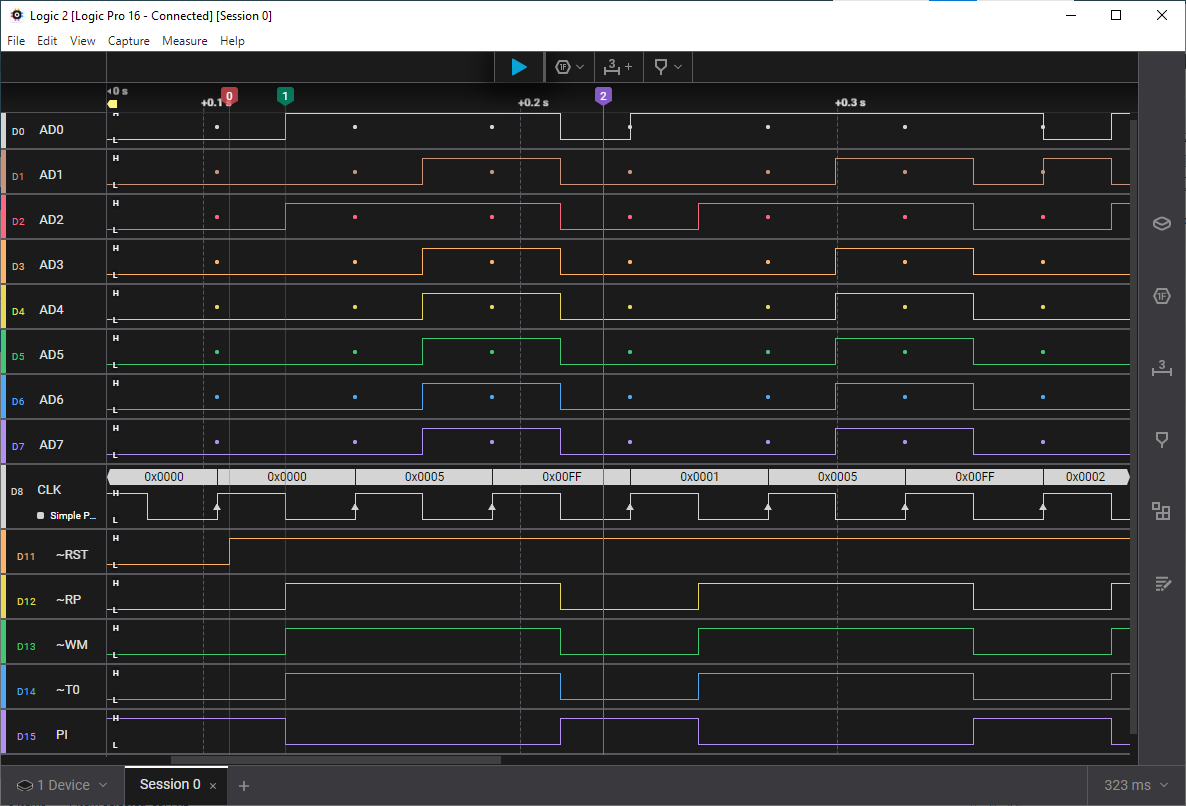 Logic 2 [Logic Pro 16 - Connected] [Session 0]
File Edit View Capture Measure Help
1F 3 +
0 s
+0.1 s 0 1 +0.2 s 2 +0.3 s
D0 AD0 H L
D1 AD1 H L
D2 AD2 H L
D3 AD3 H L
D4 AD4 H L
D5 AD5 H L
D6 AD6 H L
D7 AD7 H L
0x0000 0x0000 0x0005 0x00FF 0x0001 0x0005 0x00FF 0x0002
D8 CLK H L
Simple P...
D11 ~RST H L
D12 ~RP H L
D13 ~WM H L
D14 ~T0 H L
D15 PI H L
1F
3
1 Device Session 0 × + 323 ms